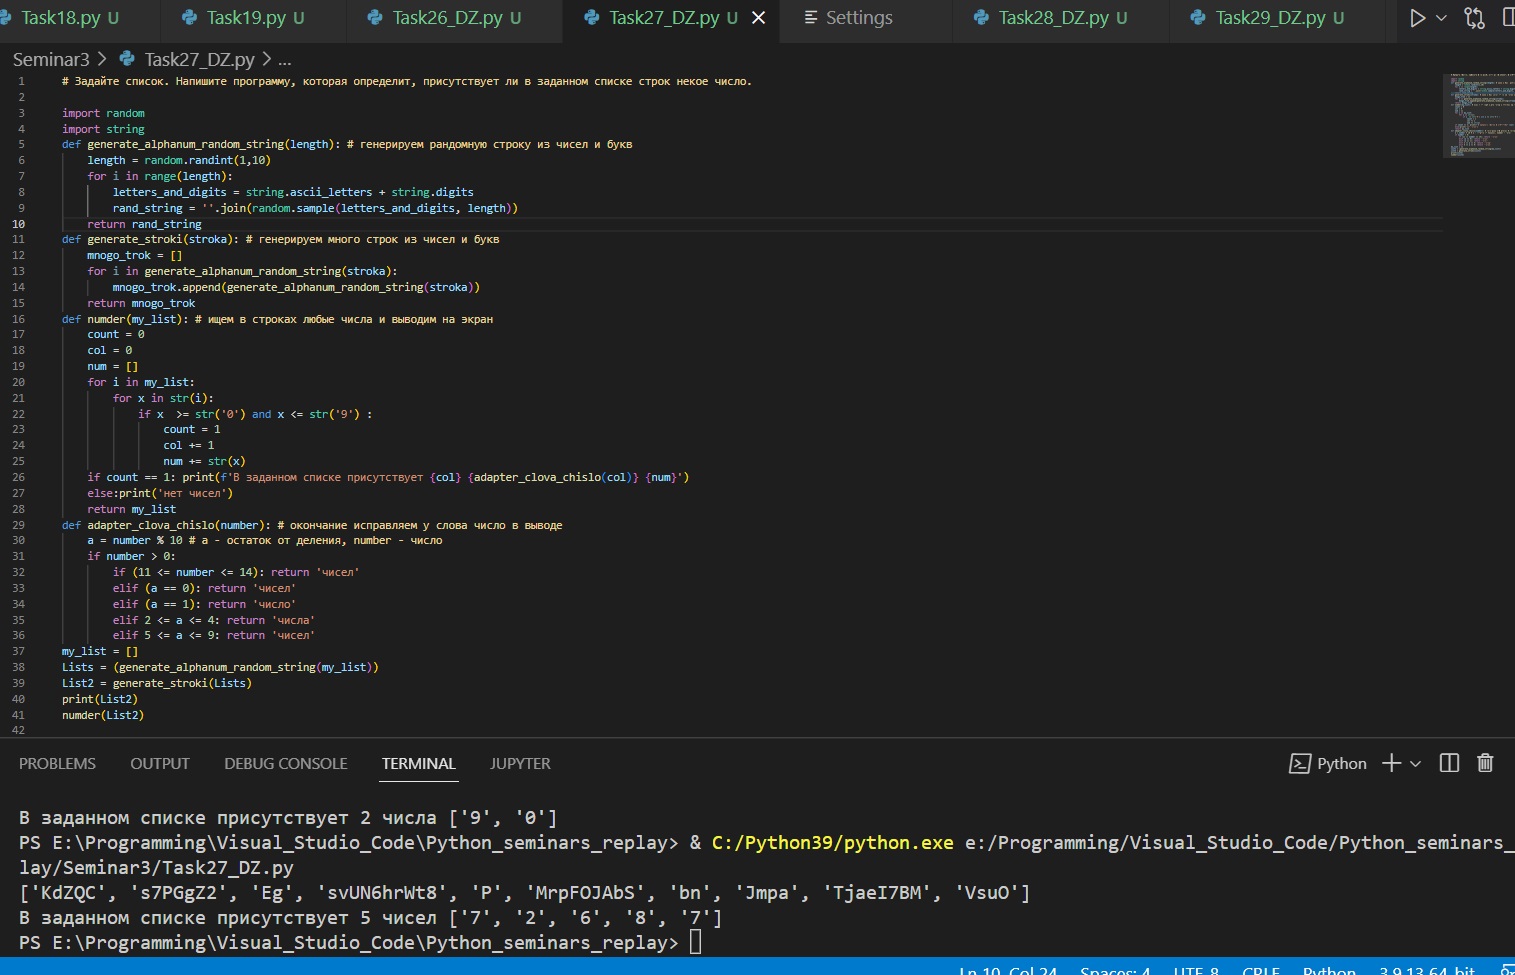 Task18.py U Task19.py U Task26_DZ.py U Task27_DZ.py U Settings Task28_DZ.py U Task29_DZ.py U
Seminar3 > Task27_DZ.py > ...
1 # Задайте список. Напишите программу, которая определит, присутствует ли в заданном списке строк некое число.
2
3 import random
4 import string
5 def generate_alphanum_random_string(length): # генерируем рандомную строку из чисел и букв
6     length = random.randint(1,10)
7     for i in range(length):
8         letters_and_digits = string.ascii_letters + string.digits
9         rand_string = ''.join(random.sample(letters_and_digits, length))
10     return rand_string
11 def generate_stroki(stroka): # генерируем много строк из чисел и букв
12     mnogo_trok = []
13     for i in generate_alphanum_random_string(stroka):
14         mnogo_trok.append(generate_alphanum_random_string(stroka))
15     return mnogo_trok
16 def numder(my_list): # ищем в строках любые числа и выводим на экран
17     count = 0
18     col = 0
19     num = []
20     for i in my_list:
21         for x in str(i):
22             if x  >= str('0') and x <= str('9') :
23                 count = 1
24                 col += 1
25                 num += str(x)
26     if count == 1: print(f'В заданном списке присутствует {col} {adapter_clova_chislo(col)} {num}')
27     else:print('нет чисел')
28     return my_list
29 def adapter_clova_chislo(number): # окончание исправляем у слова число в выводе
30     a = number % 10 # a - остаток от деления, number - число
31     if number > 0:
32         if (11 <= number <= 14): return 'чисел'
33         elif (a == 0): return 'чисел'
34         elif (a == 1): return 'число'
35         elif 2 <= a <= 4: return 'числа'
36         elif 5 <= a <= 9: return 'чисел'
37 my_list = []
38 Lists = (generate_alphanum_random_string(my_list))
39 List2 = generate_stroki(Lists)
40 print(List2)
41 numder(List2)
42
PROBLEMS OUTPUT DEBUG CONSOLE TERMINAL JUPYTER Python
В заданном списке присутствует 2 числа ['9', '0']
PS E:\Programming\Visual_Studio_Code\Python_seminars_replay> & C:/Python39/python.exe e:/Programming/Visual_Studio_Code/Python_seminars_
lay/Seminar3/Task27_DZ.py
['KdZQC', 's7PGgZ2', 'Eg', 'svUN6hrWt8', 'P', 'MrpFOJAbS', 'bn', 'Jmpa', 'TjaeI7BM', 'VsuO']
В заданном списке присутствует 5 чисел ['7', '2', '6', '8', '7']
PS E:\Programming\Visual_Studio_Code\Python_seminars_replay>
Ln 10, Col 24 Spaces: 4 UTF-8 CRLF Python 3.9.13 64-bit